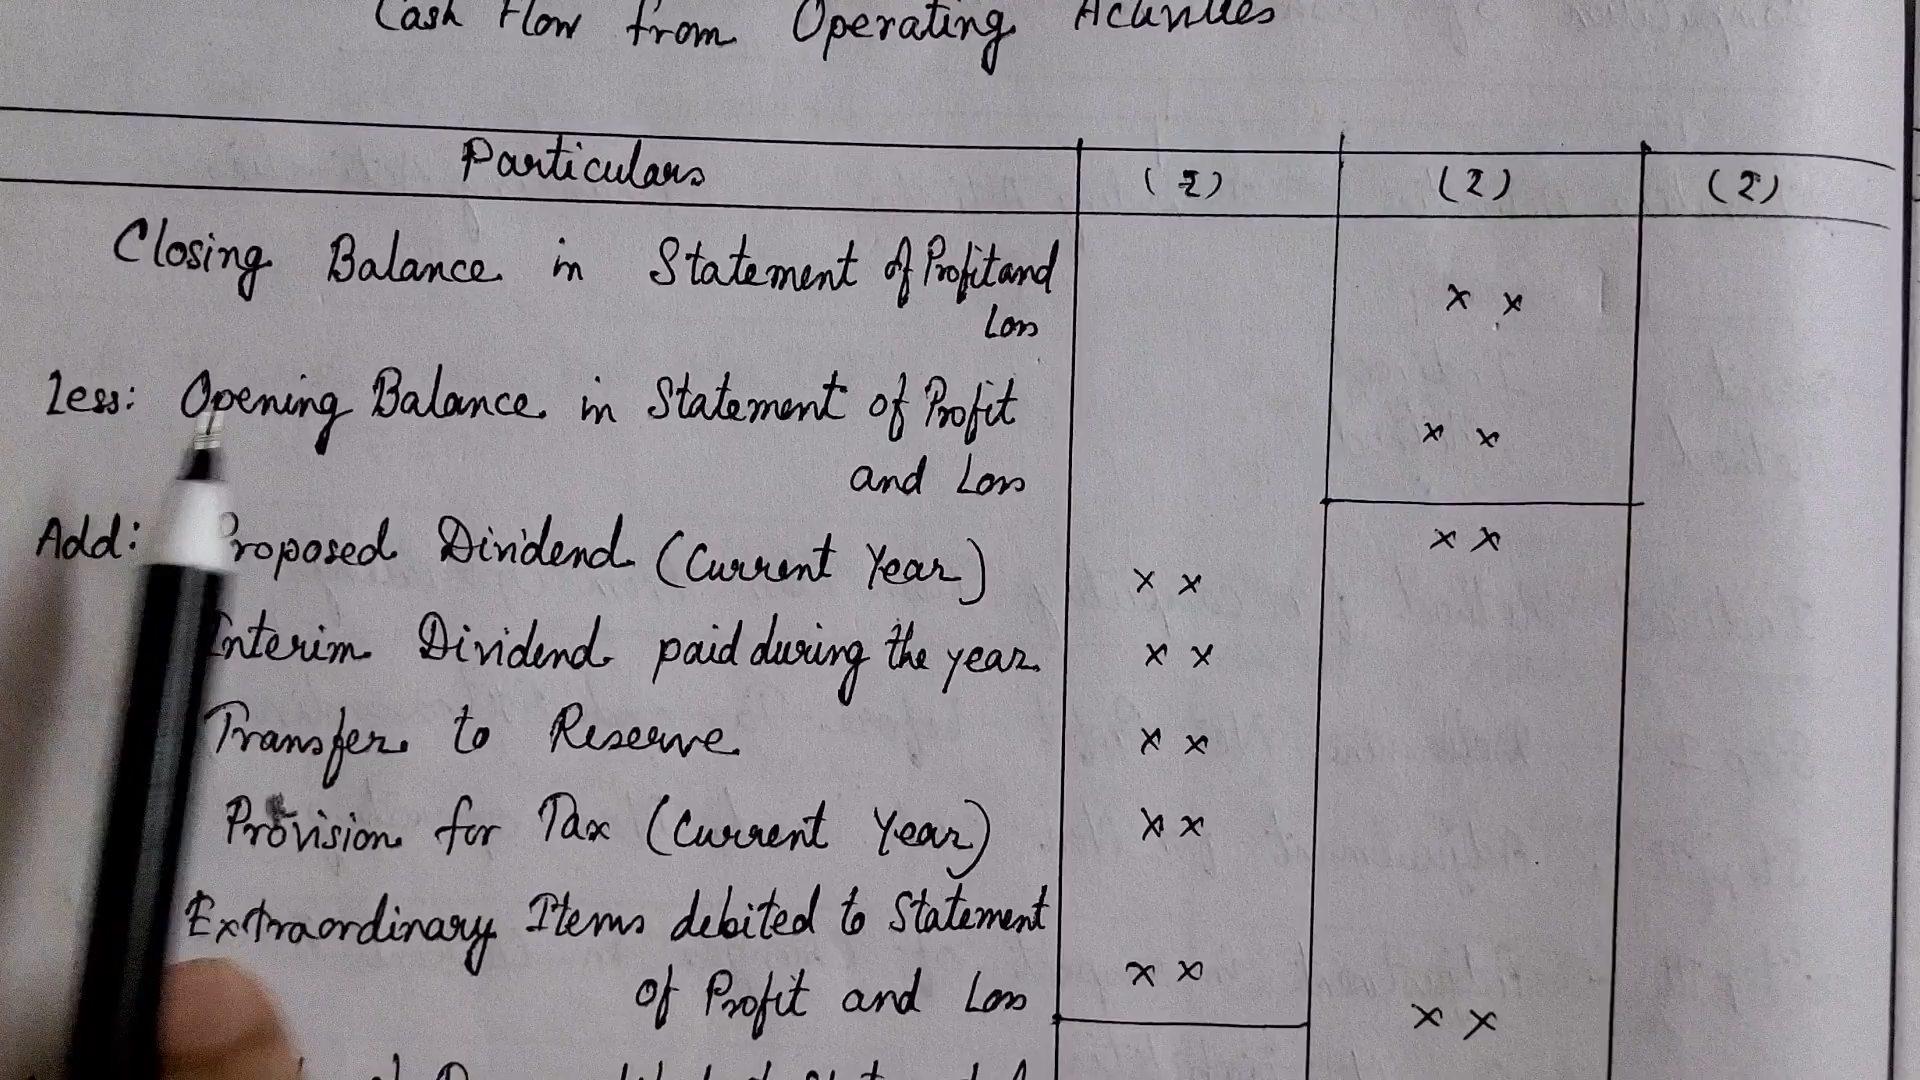 Cash Flow from Operating Activities
Particulars (₹) (₹) (₹)
Closing Balance in Statement of Profit and
Loss x x
Less: Opening Balance in Statement of Profit
and Loss x x
x x
Add: Proposed Dividend (Current Year) x x
Interim Dividend paid during the year x x
Transfer to Reserve x x
Provision for Tax (Current Year) x x
Extraordinary Items debited to Statement
of Profit and Loss x x
x x